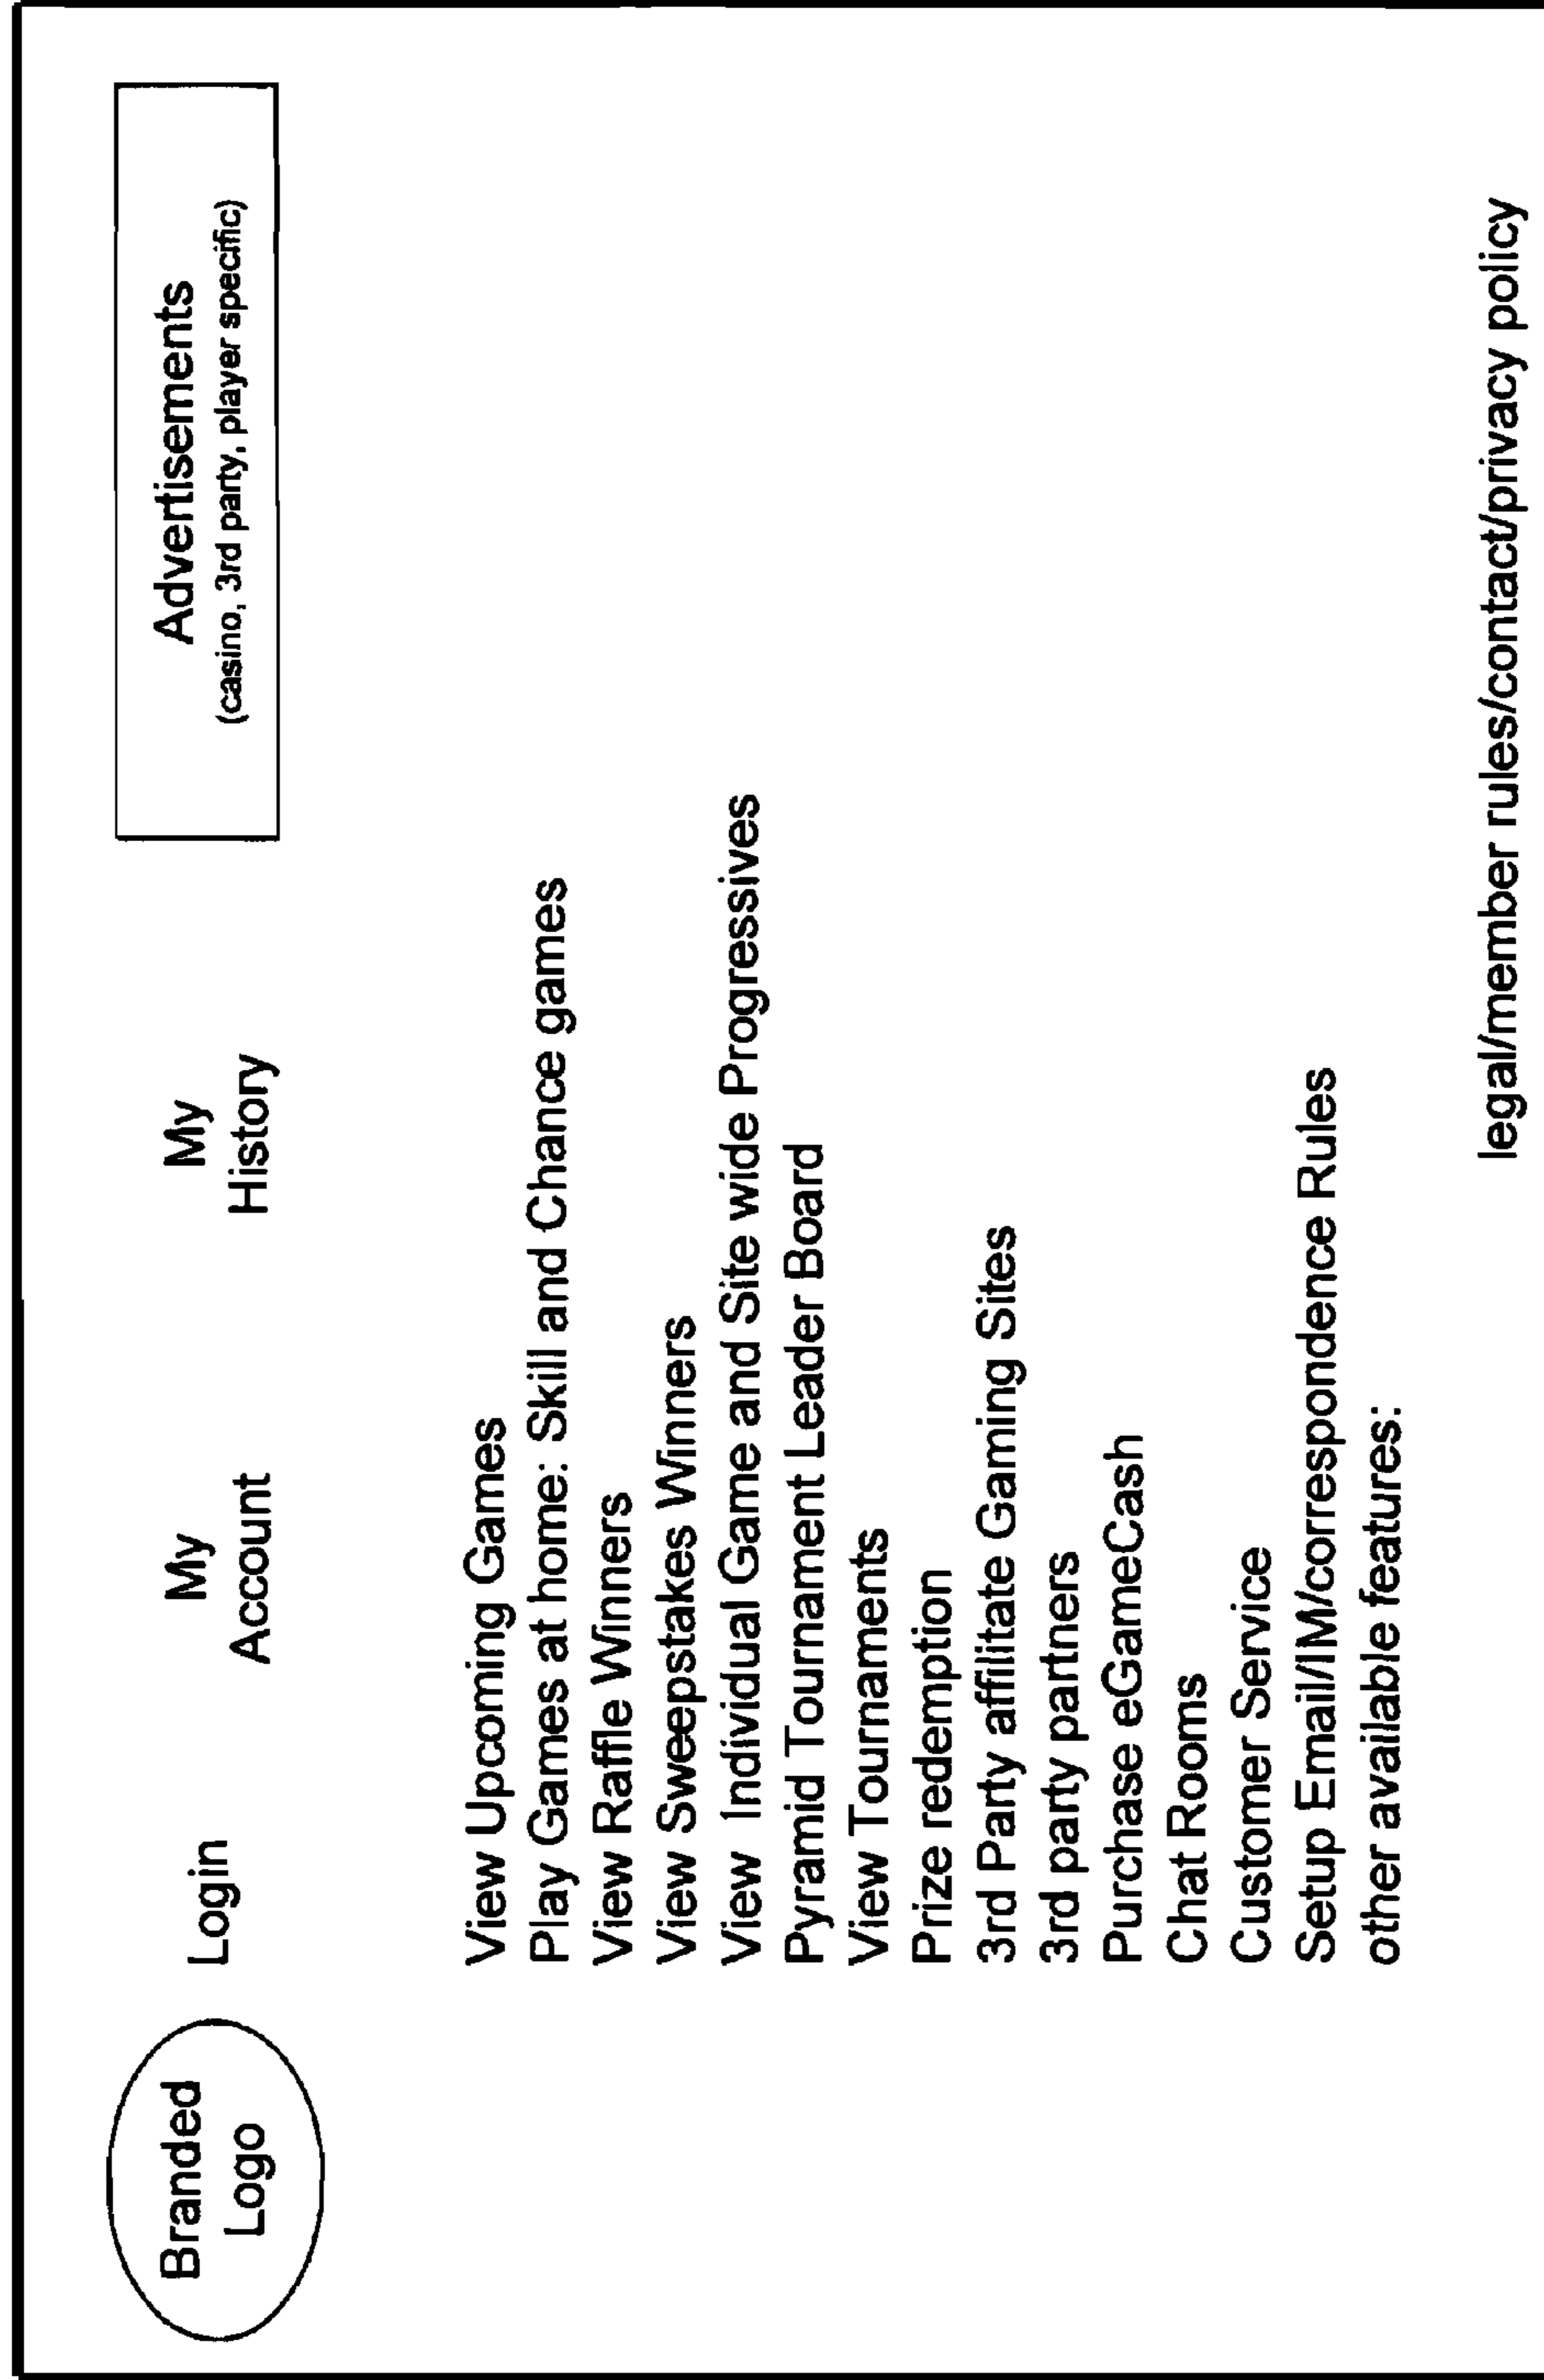 Branded
Logo
Login
My
Account
My
History
Advertisements
(casino, 3rd party, player specific)
View Upcoming Games
Play Games at home: Skill and Chance games
View Raffle Winners
View Sweepstakes Winners
View Individual Game and Site wide Progressives
Pyramid Tournament Leader Board
View Tournaments
Prize redemption
3rd Party affilitate Gaming Sites
3rd party partners
Purchase eGameCash
Chat Rooms
Customer Service
Setup Email/IM/correspondence Rules
other available features:
legal/member rules/contact/privacy policy